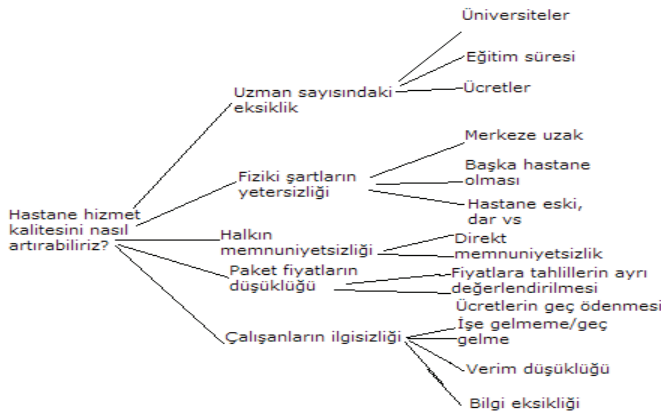 Hastane hizmet
kalitesini nasıl
artırabiliriz?
Uzman sayısındaki
eksiklik
Üniversiteler
Eğitim süresi
Ücretler
Fiziki şartların
yetersizliği
Merkeze uzak
Başka hastane
olması
Hastane eski,
dar vs
Halkın
memnuniyetsizliği
Direkt
memnuniyetsizlik
Paket fiyatların
düşüklüğü
Fiyatlara tahlillerin ayrı
değerlendirilmesi
Ücretlerin geç ödenmesi
Çalışanların ilgisizliği
İşe gelmeme/geç
gelme
Verim düşüklüğü
Bilgi eksikliği